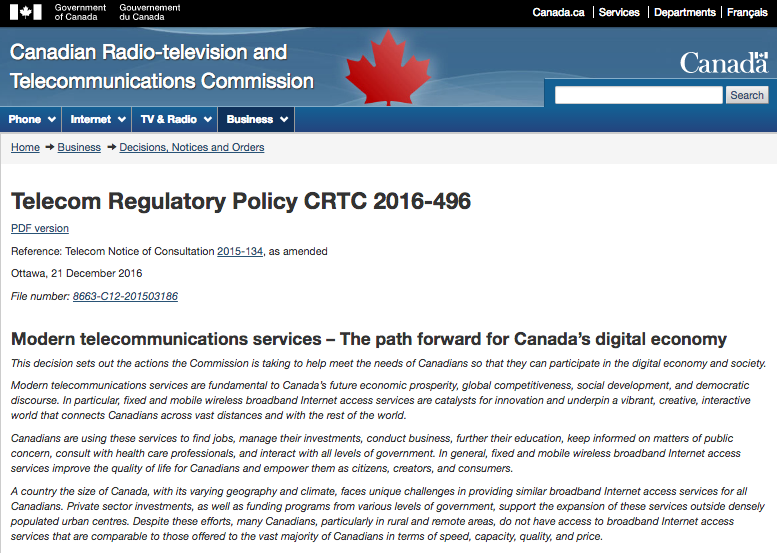 Government of Canada
Gouvernement du Canada
Canada.ca | Services | Departments | Français
Canadian Radio-television and
Telecommunications Commission
Canada
Search
Phone
Internet
TV & Radio
Business
Home → Business → Decisions, Notices and Orders
Telecom Regulatory Policy CRTC 2016-496
PDF version
Reference: Telecom Notice of Consultation 2015-134, as amended
Ottawa, 21 December 2016
File number: 8663-C12-201503186
Modern telecommunications services – The path forward for Canada’s digital economy
This decision sets out the actions the Commission is taking to help meet the needs of Canadians so that they can participate in the digital economy and society.
Modern telecommunications services are fundamental to Canada’s future economic prosperity, global competitiveness, social development, and democratic
discourse. In particular, fixed and mobile wireless broadband Internet access services are catalysts for innovation and underpin a vibrant, creative, interactive
world that connects Canadians across vast distances and with the rest of the world.
Canadians are using these services to find jobs, manage their investments, conduct business, further their education, keep informed on matters of public
concern, consult with health care professionals, and interact with all levels of government. In general, fixed and mobile wireless broadband Internet access
services improve the quality of life for Canadians and empower them as citizens, creators, and consumers.
A country the size of Canada, with its varying geography and climate, faces unique challenges in providing similar broadband Internet access services for all
Canadians. Private sector investments, as well as funding programs from various levels of government, support the expansion of these services outside densely
populated urban centres. Despite these efforts, many Canadians, particularly in rural and remote areas, do not have access to broadband Internet access
services that are comparable to those offered to the vast majority of Canadians in terms of speed, capacity, quality, and price.